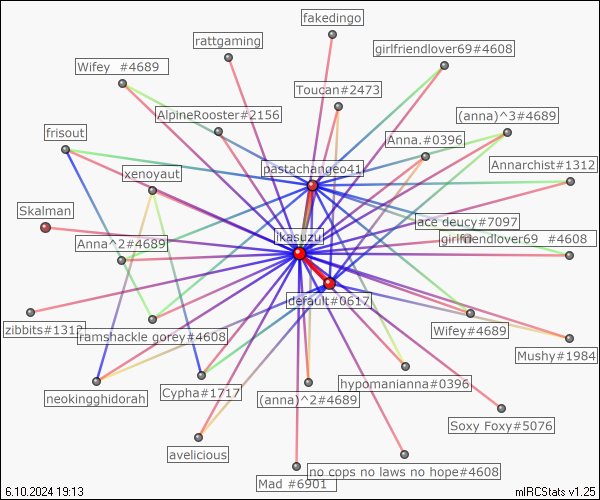 fakedingo
rattgaming
girlfriendlover69#4608
Wifey #4689
Toucan#2473
AlpineRooster#2156
(anna)^3#4689
frisout
Anna.#0396
pastachangeo41
Annarchist#1312
xenoyaut
Skalman
ace deucy#7097
ikasuzu
Anna^2#4689
girlfriendlover69 #4608
default#0617
zibbits#1312
ramshackle gorey#4608
Wifey#4689
Mushy#1984
hypomanianna#0396
Cypha#1717
neokingghidorah
(anna)^2#4689
Soxy Foxy#5076
avelicious
no cops no laws no hope#4608
Mad #6901
6.10.2024 19:13
mIRCStats v1.25